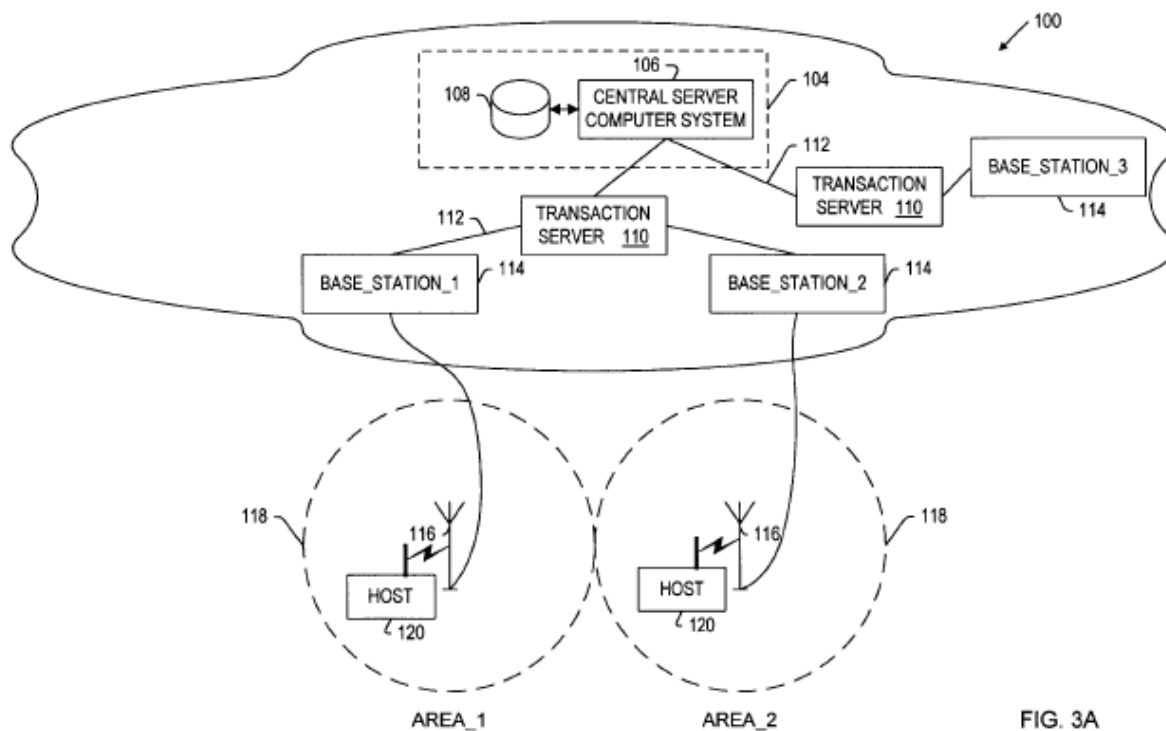 100
106
104
108
CENTRAL SERVER
COMPUTER SYSTEM
112
BASE_STATION_3
TRANSACTION
SERVER 110
114
TRANSACTION
SERVER 110
112
BASE_STATION_1
114
BASE_STATION_2
114
118
116
HOST
120
116
HOST
120
118
AREA_1
AREA_2
FIG. 3A